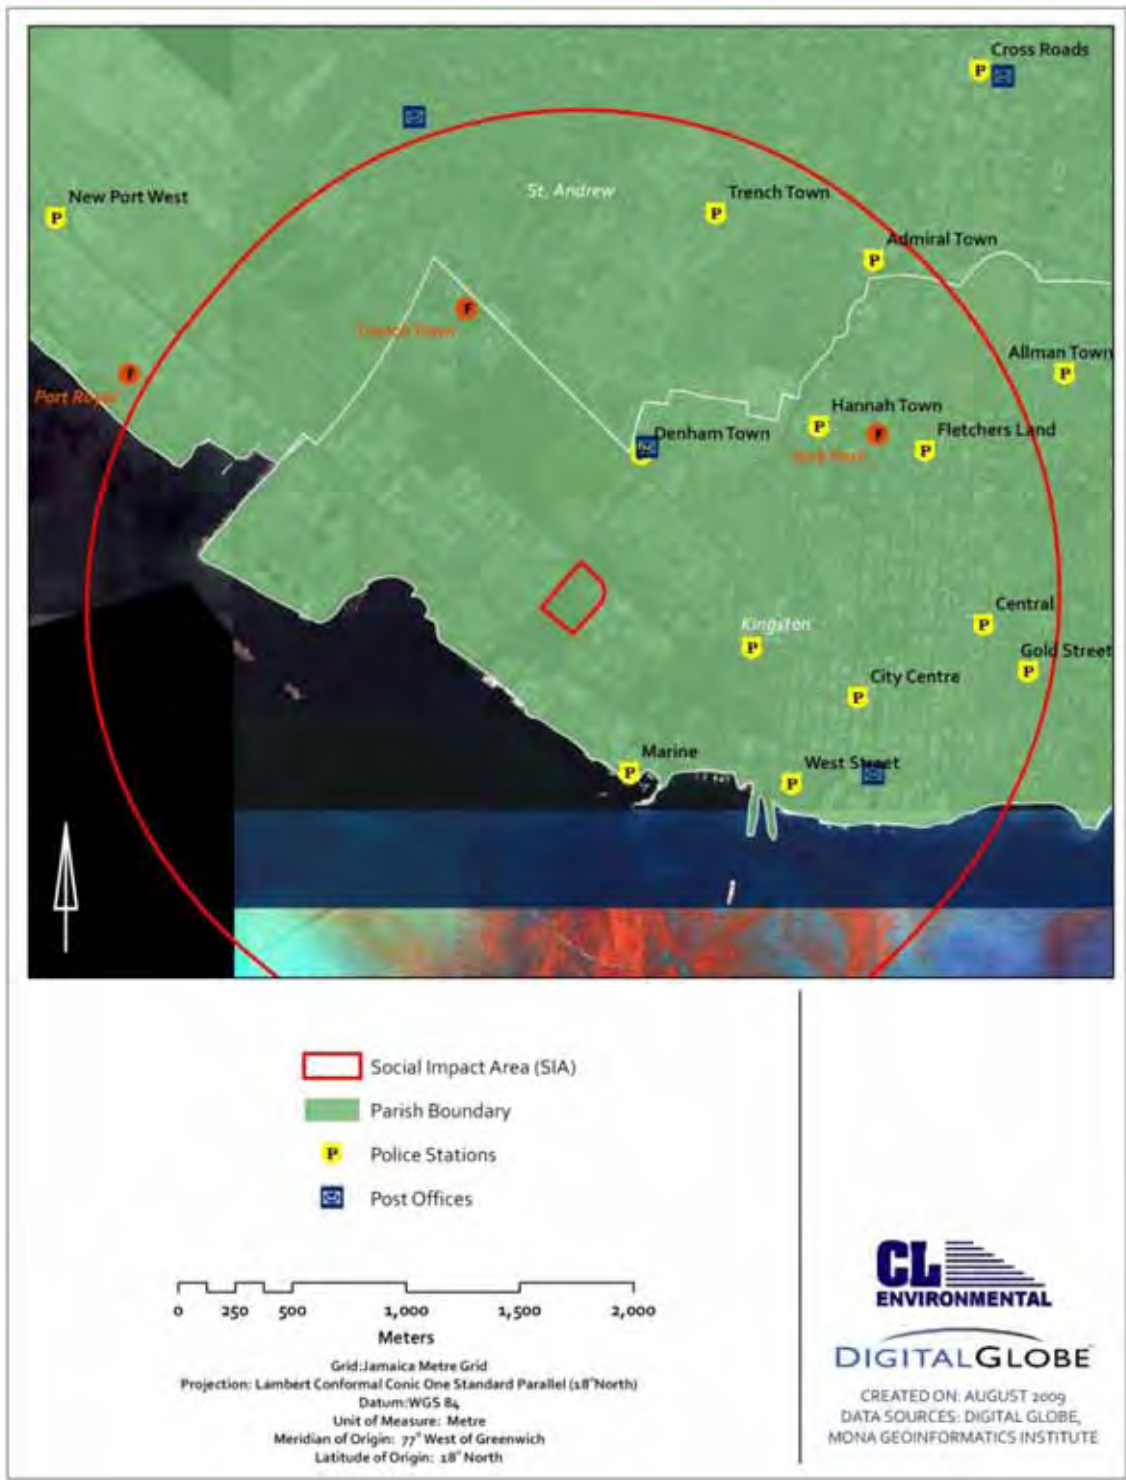 Cross Roads
P
New Port West
P
St. Andrew
Trench Town
P
Admiral Town
P
F
Trench Town
Allman Town
P
F
Port Royal
Hannah Town
P
F
Denham Town
Fletchers Land
P
Central
P
Kingston
P
Gold Street
P
City Centre
P
Marine
P
West Street
P
Social Impact Area (SIA)
Parish Boundary
P Police Stations
Post Offices
0 250 500 1,000 1,500 2,000
Meters
Grid:Jamaica Metre Grid
Projection: Lambert Conformal Conic One Standard Parallel (18°North)
Datum:WGS 84
Unit of Measure: Metre
Meridian of Origin: 77° West of Greenwich
Latitude of Origin: 18° North
CL
ENVIRONMENTAL
DIGITALGLOBE
CREATED ON: AUGUST 2009
DATA SOURCES: DIGITAL GLOBE,
MONA GEOINFORMATICS INSTITUTE